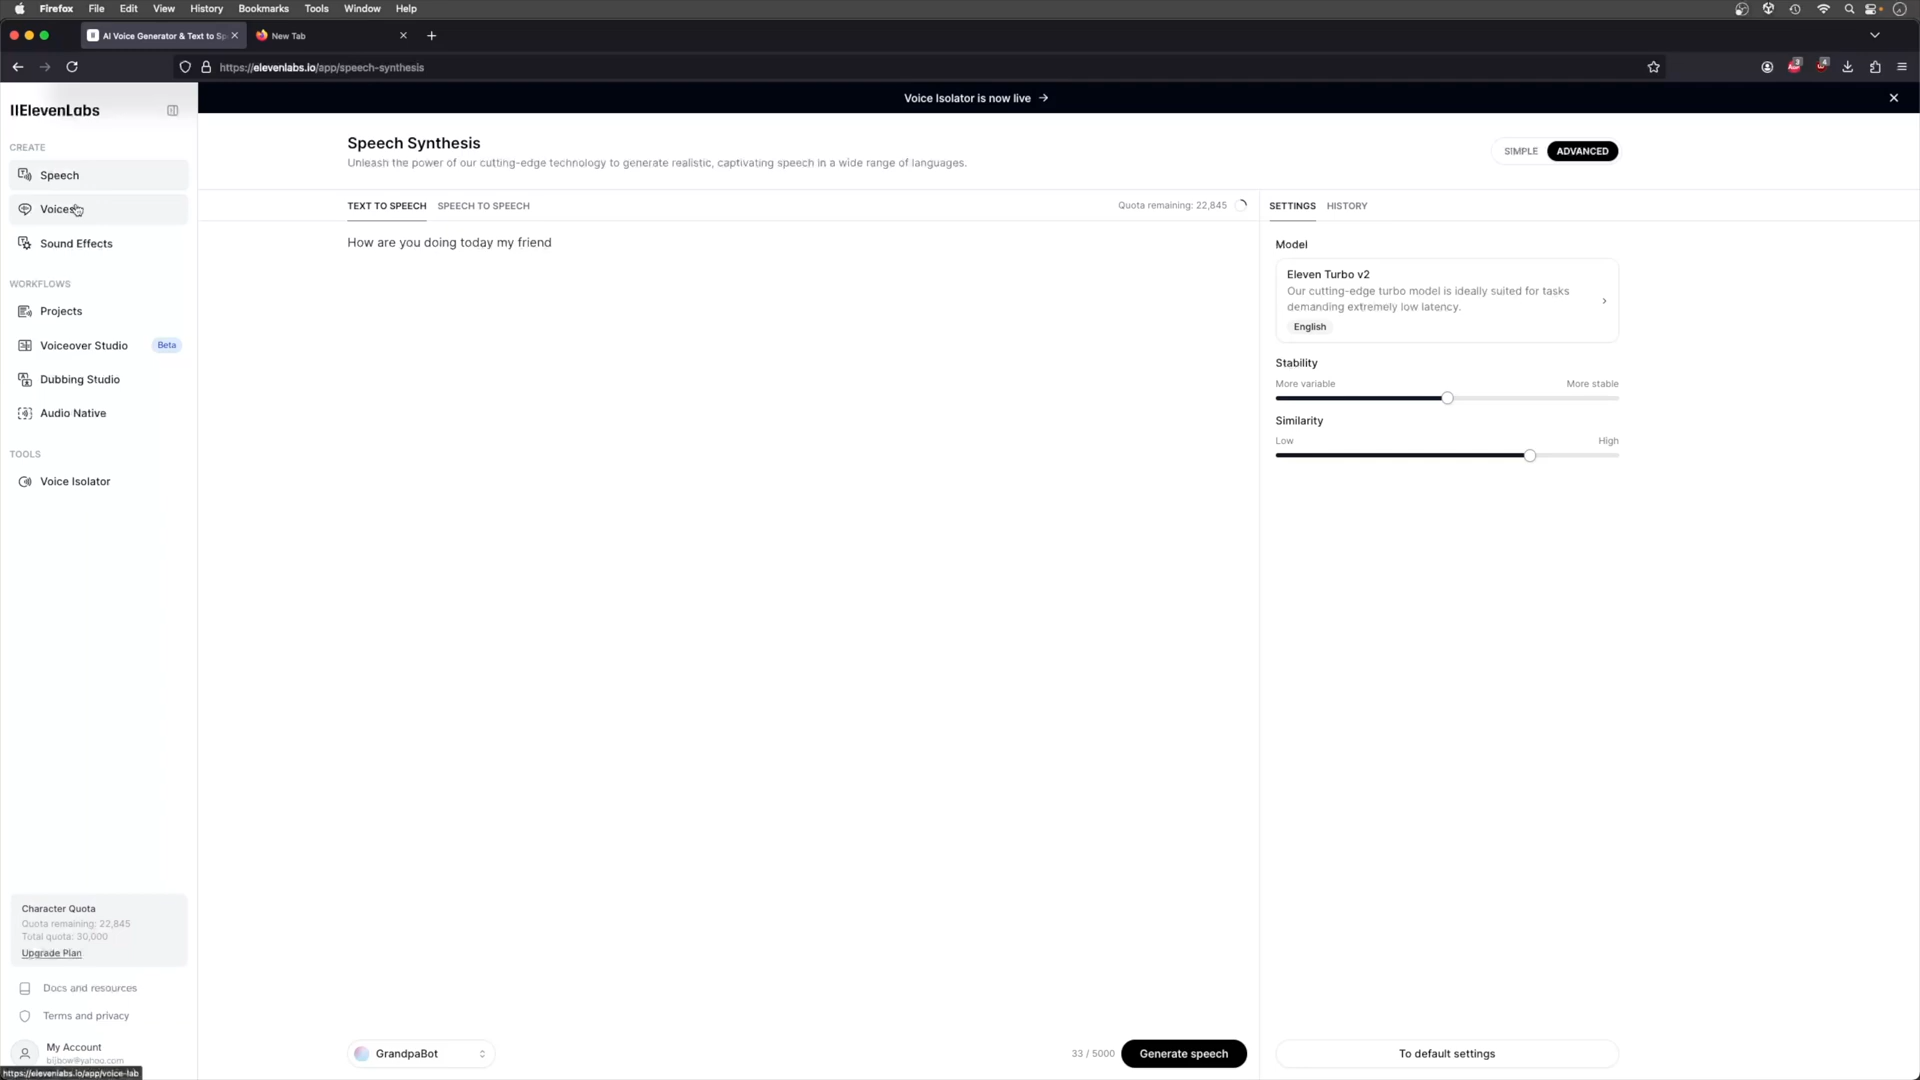 Firefox File Edit View History Bookmarks Tools Window Help
AI Voice Generator & Text to Sp
New Tab
https://elevenlabs.io/app/speech-synthesis
3
4
IIElevenLabs
Voice Isolator is now live →
CREATE
Speech
Voices
Sound Effects
WORKFLOWS
Projects
Voiceover Studio Beta
Dubbing Studio
Audio Native
TOOLS
Voice Isolator
Character Quota
Quota remaining: 22,845
Total quota: 30,000
Upgrade Plan
Docs and resources
Terms and privacy
My Account
bijbow@yahoo.com
https://elevenlabs.io/app/voice-lab
Speech Synthesis
Unleash the power of our cutting-edge technology to generate realistic, captivating speech in a wide range of languages.
SIMPLE ADVANCED
TEXT TO SPEECH SPEECH TO SPEECH Quota remaining: 22,845
How are you doing today my friend
GrandpaBot
33 / 5000 Generate speech
SETTINGS HISTORY
Model
Eleven Turbo v2
Our cutting-edge turbo model is ideally suited for tasks
demanding extremely low latency.
English
Stability
More variable More stable
Similarity
Low High
To default settings